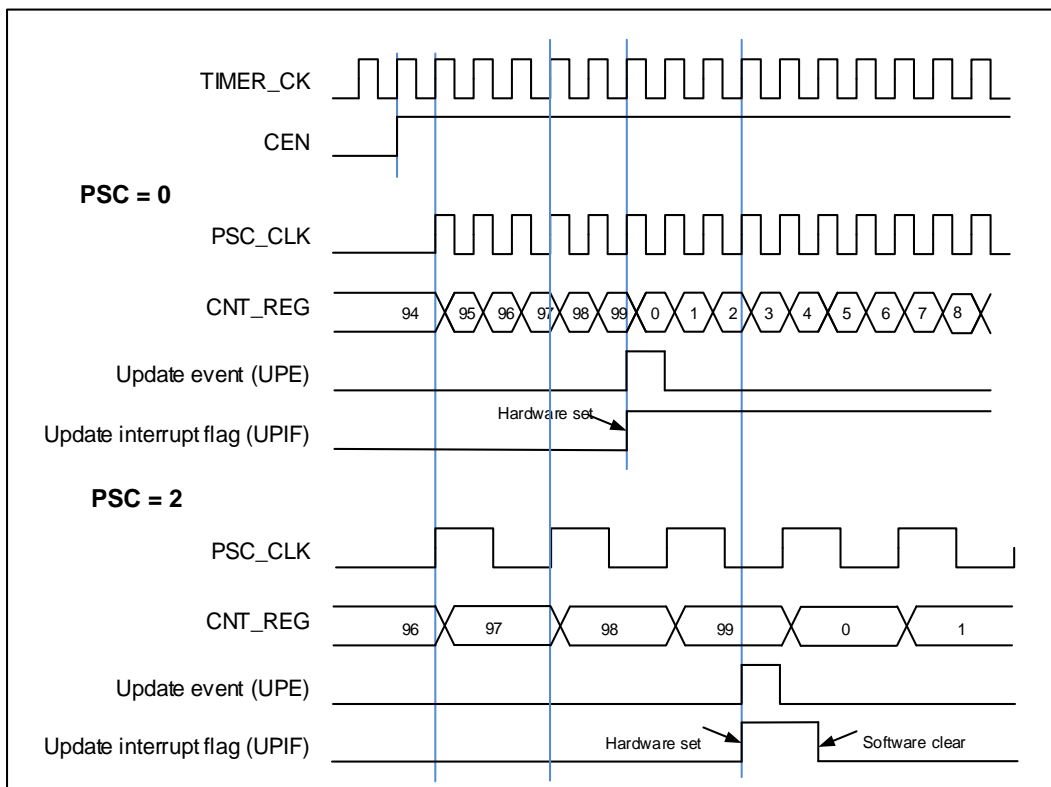 TIMER_CK
CEN
PSC = 0
PSC_CLK
CNT_REG 94 95 96 97 98 99 0 1 2 3 4 5 6 7 8
Update event (UPE)
Hardware set
Update interrupt flag (UPIF)
PSC = 2
PSC_CLK
CNT_REG 96 97 98 99 0 1
Update event (UPE)
Update interrupt flag (UPIF) Hardware set Software clear